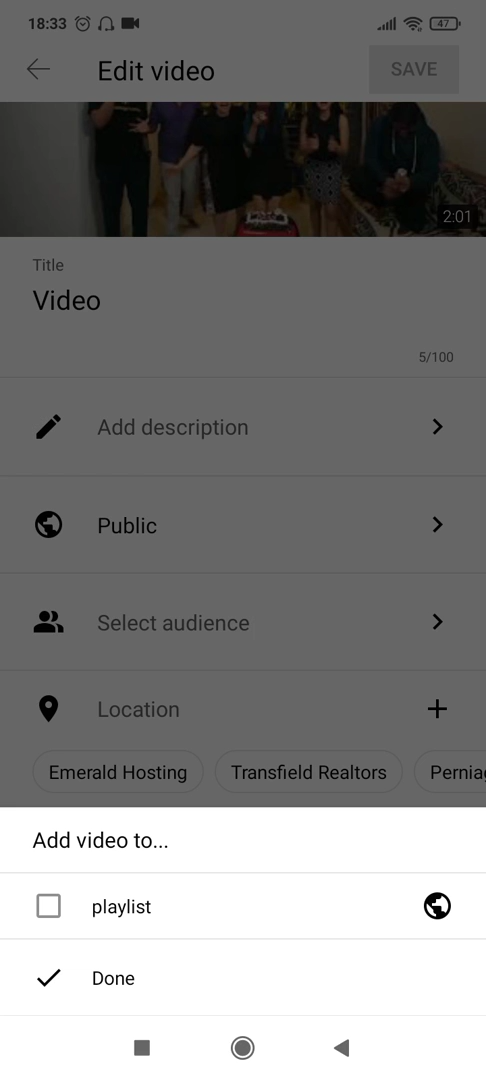 18:33 47
Edit video SAVE
2:01
Title
Video
5/100
Add description
Public
Select audience
Location
Emerald Hosting Transfield Realtors Pernia
Add video to...
playlist
Done